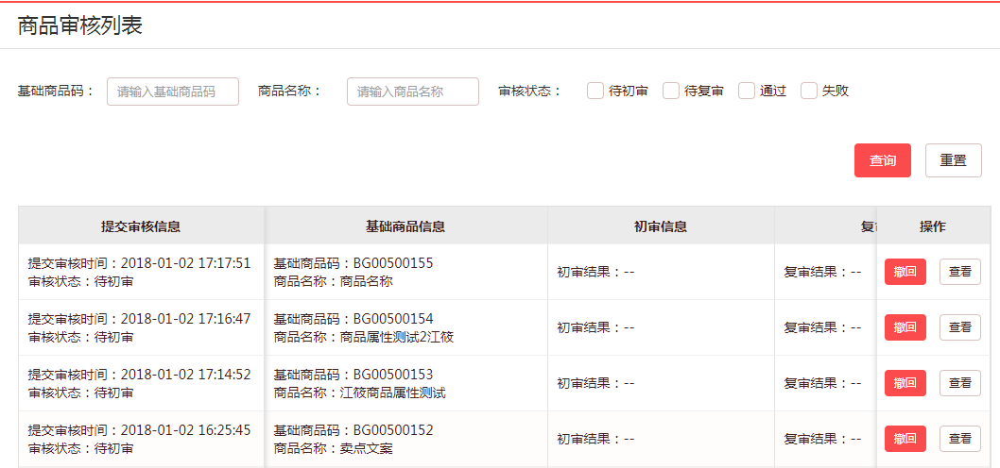 商品审核列表
基础商品码： 请输入基础商品码 商品名称： 请输入商品名称 审核状态： 待初审 待复审 通过 失败
查询 重置
提交审核信息 基础商品信息 初审信息 复 操作
提交审核时间：2018-01-02 17:17:51 基础商品码：BG00500155
初审结果：-- 复审结果：-- 撤回 查看
审核状态：待初审 商品名称：商品名称
提交审核时间：2018-01-02 17:16:47 基础商品码：BG00500154
初审结果：-- 复审结果：-- 撤回 查看
审核状态：待初审 商品名称：商品属性测试2江筱
提交审核时间：2018-01-02 17:14:52 基础商品码：BG00500153
初审结果：-- 复审结果：-- 撤回 查看
审核状态：待初审 商品名称：江筱商品属性测试
提交审核时间：2018-01-02 16:25:45 基础商品码：BG00500152
初审结果：-- 复审结果：-- 撤回 查看
审核状态：待初审 商品名称：卖点文案